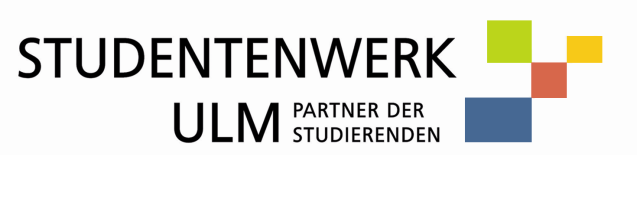 STUDENTENWERK
ULM PARTNER DER
STUDIERENDEN